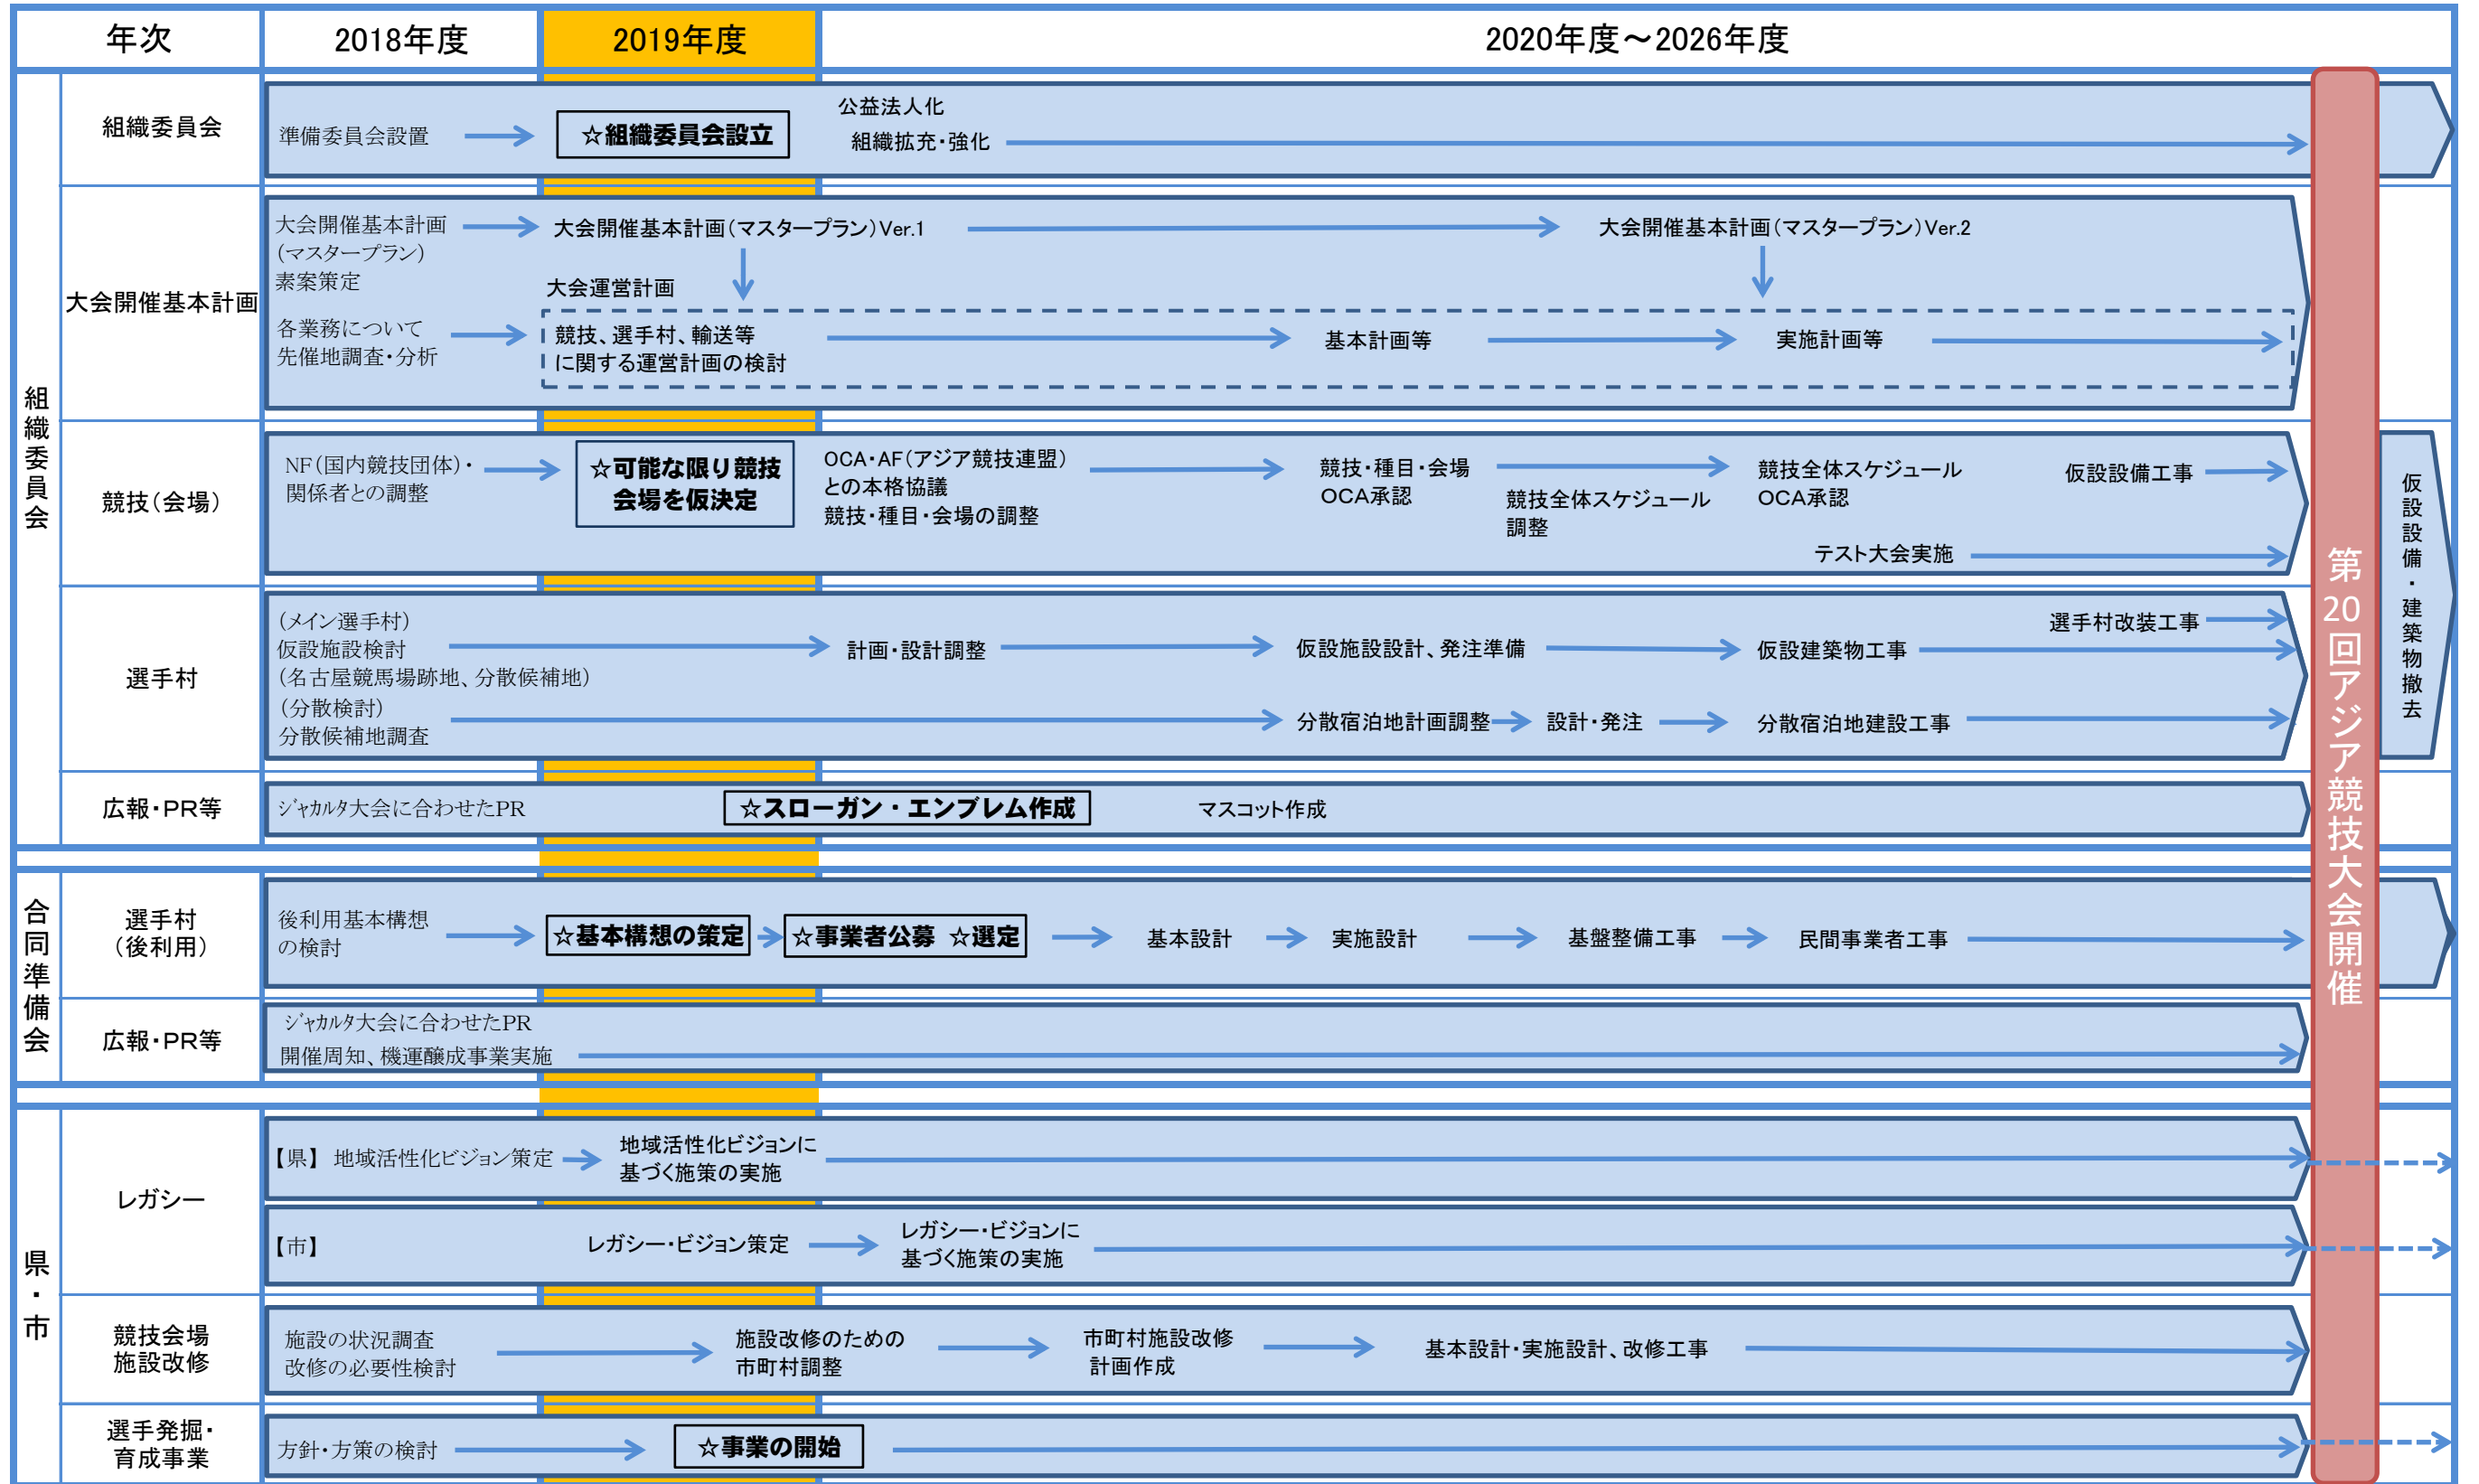 年次
2018年度
2019年度
2020年度～2026年度
組織委員会
組織委員会
準備委員会設置
☆組織委員会設立
公益法人化
組織拡充・強化
大会開催基本計画
大会開催基本計画
(マスタープラン)
素案策定
大会開催基本計画(マスタープラン)Ver.1
大会開催基本計画(マスタープラン)Ver.2
大会運営計画
各業務について
先催地調査・分析
競技、選手村、輸送等
に関する運営計画の検討
基本計画等
実施計画等
競技(会場)
NF(国内競技団体)・
関係者との調整
☆可能な限り競技
会場を仮決定
OCA・AF(アジア競技連盟)
との本格協議
競技・種目・会場の調整
競技・種目・会場
OCA承認
競技全体スケジュール
調整
競技全体スケジュール
OCA承認
仮設設備工事
テスト大会実施
選手村
(メイン選手村)
仮設施設検討
(名古屋競馬場跡地、分散候補地)
計画・設計調整
仮設施設設計、発注準備
仮設建築物工事
選手村改装工事
(分散検討)
分散候補地調査
分散宿泊地計画調整
設計・発注
分散宿泊地建設工事
広報・PR等
ジャカルタ大会に合わせたPR
☆スローガン・エンブレム作成
マスコット作成
第20回アジア競技大会開催
仮設設備・建築物撤去
合同準備会
選手村
(後利用)
後利用基本構想
の検討
☆基本構想の策定
☆事業者公募 ☆選定
基本設計
実施設計
基盤整備工事
民間事業者工事
広報・PR等
ジャカルタ大会に合わせたPR
開催周知、機運醸成事業実施
県・市
レガシー
【県】 地域活性化ビジョン策定
地域活性化ビジョンに
基づく施策の実施
【市】
レガシー・ビジョン策定
レガシー・ビジョンに
基づく施策の実施
競技会場
施設改修
施設の状況調査
改修の必要性検討
施設改修のための
市町村調整
市町村施設改修
計画作成
基本設計・実施設計、改修工事
選手発掘・
育成事業
方針・方策の検討
☆事業の開始